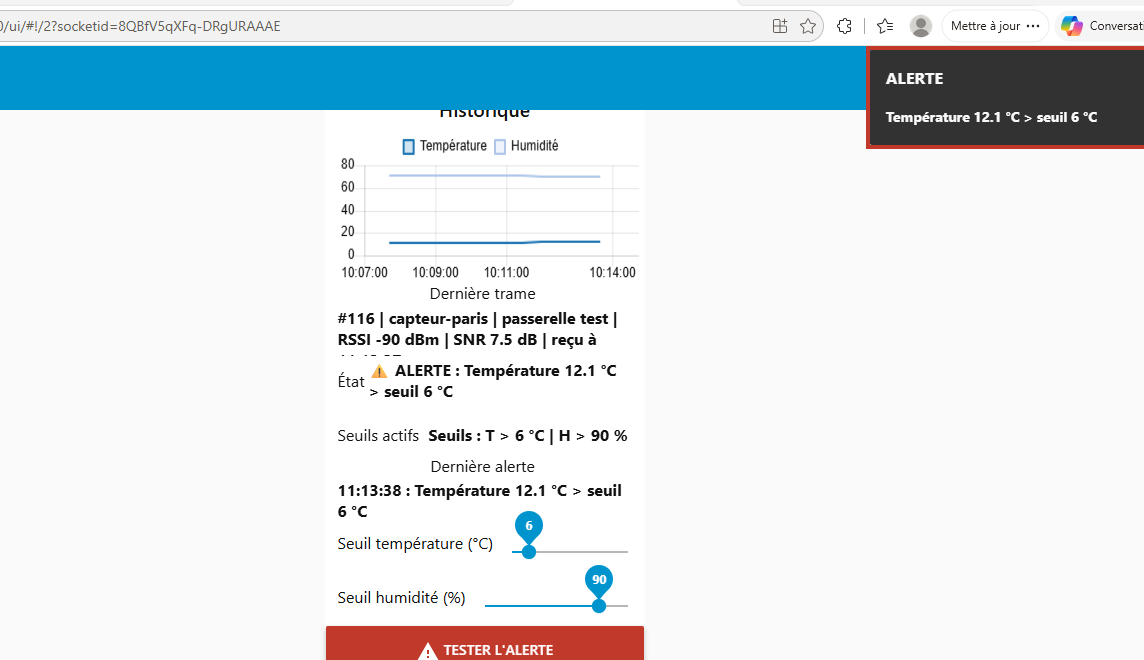 0/ui/#!/2?socketid=8QBfV5qXFq-DRgURAAAE
Mettre à jour
Conversati
ALERTE
Température 12.1 °C > seuil 6 °C
Historique
Température Humidité
80
60
40
20
0
10:07:00 10:09:00 10:11:00 10:14:00
Dernière trame
#116 | capteur-paris | passerelle test |
RSSI -90 dBm | SNR 7.5 dB | reçu à
État ALERTE : Température 12.1 °C
> seuil 6 °C
Seuils actifs Seuils : T > 6 °C | H > 90 %
Dernière alerte
11:13:38 : Température 12.1 °C > seuil
6 °C
6
Seuil température (°C)
90
Seuil humidité (%)
TESTER L'ALERTE